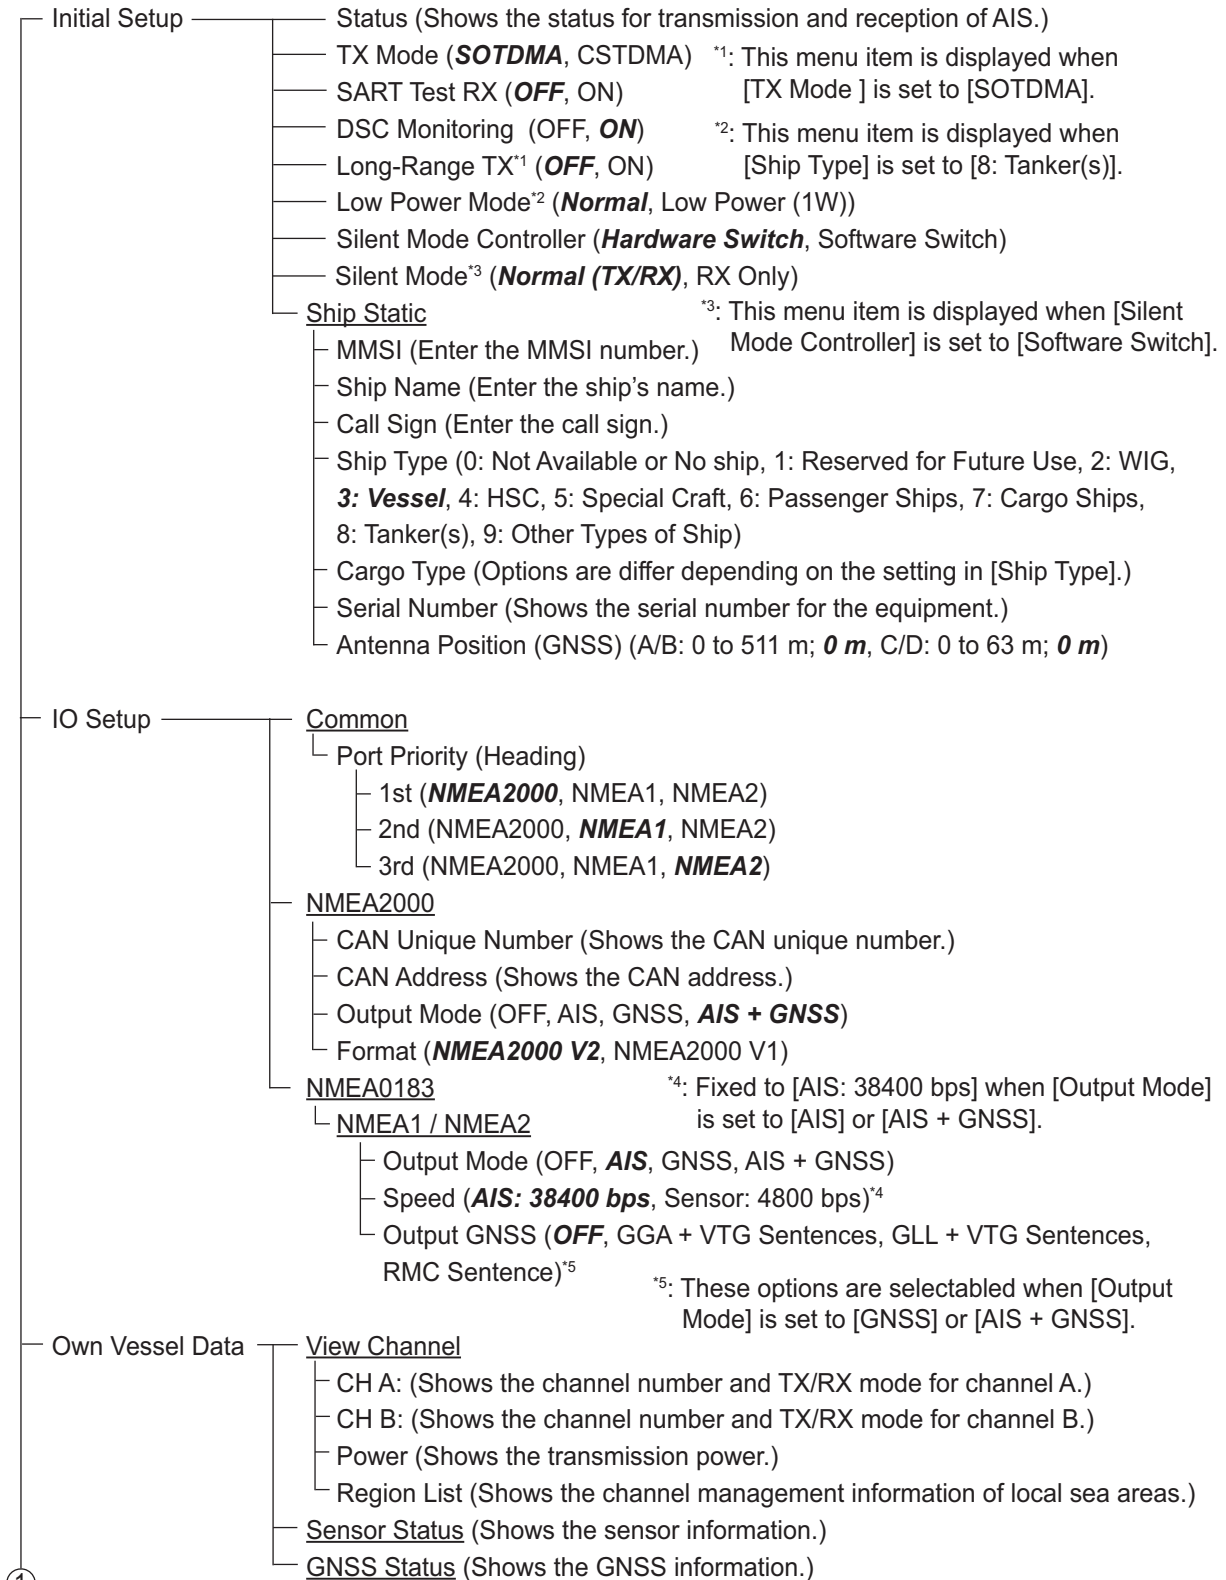 Initial Setup
Status (Shows the status for transmission and reception of AIS.)
TX Mode (SOTDMA, CSTDMA)
*1: This menu item is displayed when
[TX Mode ] is set to [SOTDMA].
SART Test RX (OFF, ON)
DSC Monitoring (OFF, ON)
*2: This menu item is displayed when
[Ship Type] is set to [8: Tanker(s)].
Long-Range TX*1 (OFF, ON)
Low Power Mode*2 (Normal, Low Power (1W))
Silent Mode Controller (Hardware Switch, Software Switch)
Silent Mode*3 (Normal (TX/RX), RX Only)
*3: This menu item is displayed when [Silent
Mode Controller] is set to [Software Switch].
Ship Static
MMSI (Enter the MMSI number.)
Ship Name (Enter the ship's name.)
Call Sign (Enter the call sign.)
Ship Type (0: Not Available or No ship, 1: Reserved for Future Use, 2: WIG,
3: Vessel, 4: HSC, 5: Special Craft, 6: Passenger Ships, 7: Cargo Ships,
8: Tanker(s), 9: Other Types of Ship)
Cargo Type (Options are differ depending on the setting in [Ship Type].)
Serial Number (Shows the serial number for the equipment.)
Antenna Position (GNSS) (A/B: 0 to 511 m; 0 m, C/D: 0 to 63 m; 0 m)
IO Setup
Common
Port Priority (Heading)
1st (NMEA2000, NMEA1, NMEA2)
2nd (NMEA2000, NMEA1, NMEA2)
3rd (NMEA2000, NMEA1, NMEA2)
NMEA2000
CAN Unique Number (Shows the CAN unique number.)
CAN Address (Shows the CAN address.)
Output Mode (OFF, AIS, GNSS, AIS + GNSS)
Format (NMEA2000 V2, NMEA2000 V1)
NMEA0183
*4: Fixed to [AIS: 38400 bps] when [Output Mode]
is set to [AIS] or [AIS + GNSS].
NMEA1 / NMEA2
Output Mode (OFF, AIS, GNSS, AIS + GNSS)
Speed (AIS: 38400 bps, Sensor: 4800 bps)*4
Output GNSS (OFF, GGA + VTG Sentences, GLL + VTG Sentences,
RMC Sentence)*5
*5: These options are selectabled when [Output
Mode] is set to [GNSS] or [AIS + GNSS].
Own Vessel Data
View Channel
CH A: (Shows the channel number and TX/RX mode for channel A.)
CH B: (Shows the channel number and TX/RX mode for channel B.)
Power (Shows the transmission power.)
Region List (Shows the channel management information of local sea areas.)
Sensor Status (Shows the sensor information.)
GNSS Status (Shows the GNSS information.)
1